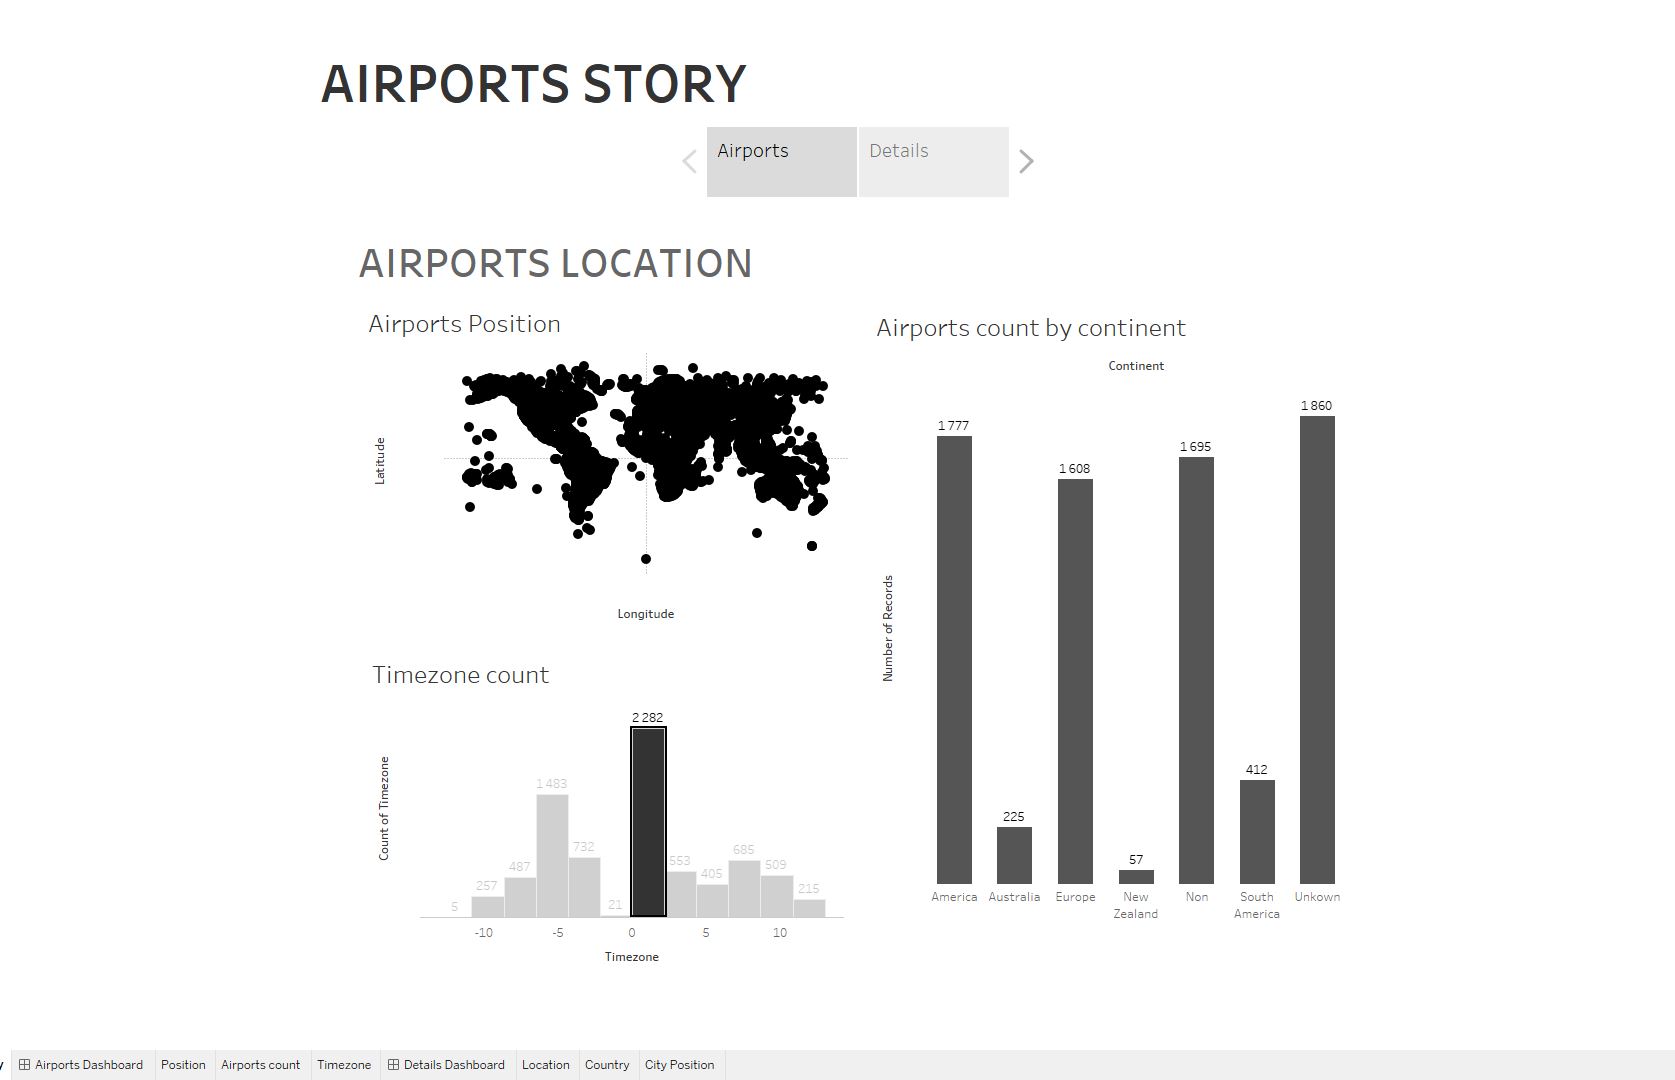 AIRPORTS STORY
Airports
Details
AIRPORTS LOCATION
Airports Position
Latitude
Longitude
Timezone count
Count of Timezone
5
257
487
1 483
732
21
2 282
553
405
685
509
215
-10
-5
0
5
10
Timezone
Airports count by continent
Continent
Number of Records
1 777
225
1 608
57
1 695
412
1 860
America
Australia
Europe
New
Zealand
Non
South
America
Unkown
Airports Dashboard
Position
Airports count
Timezone
Details Dashboard
Location
Country
City Position